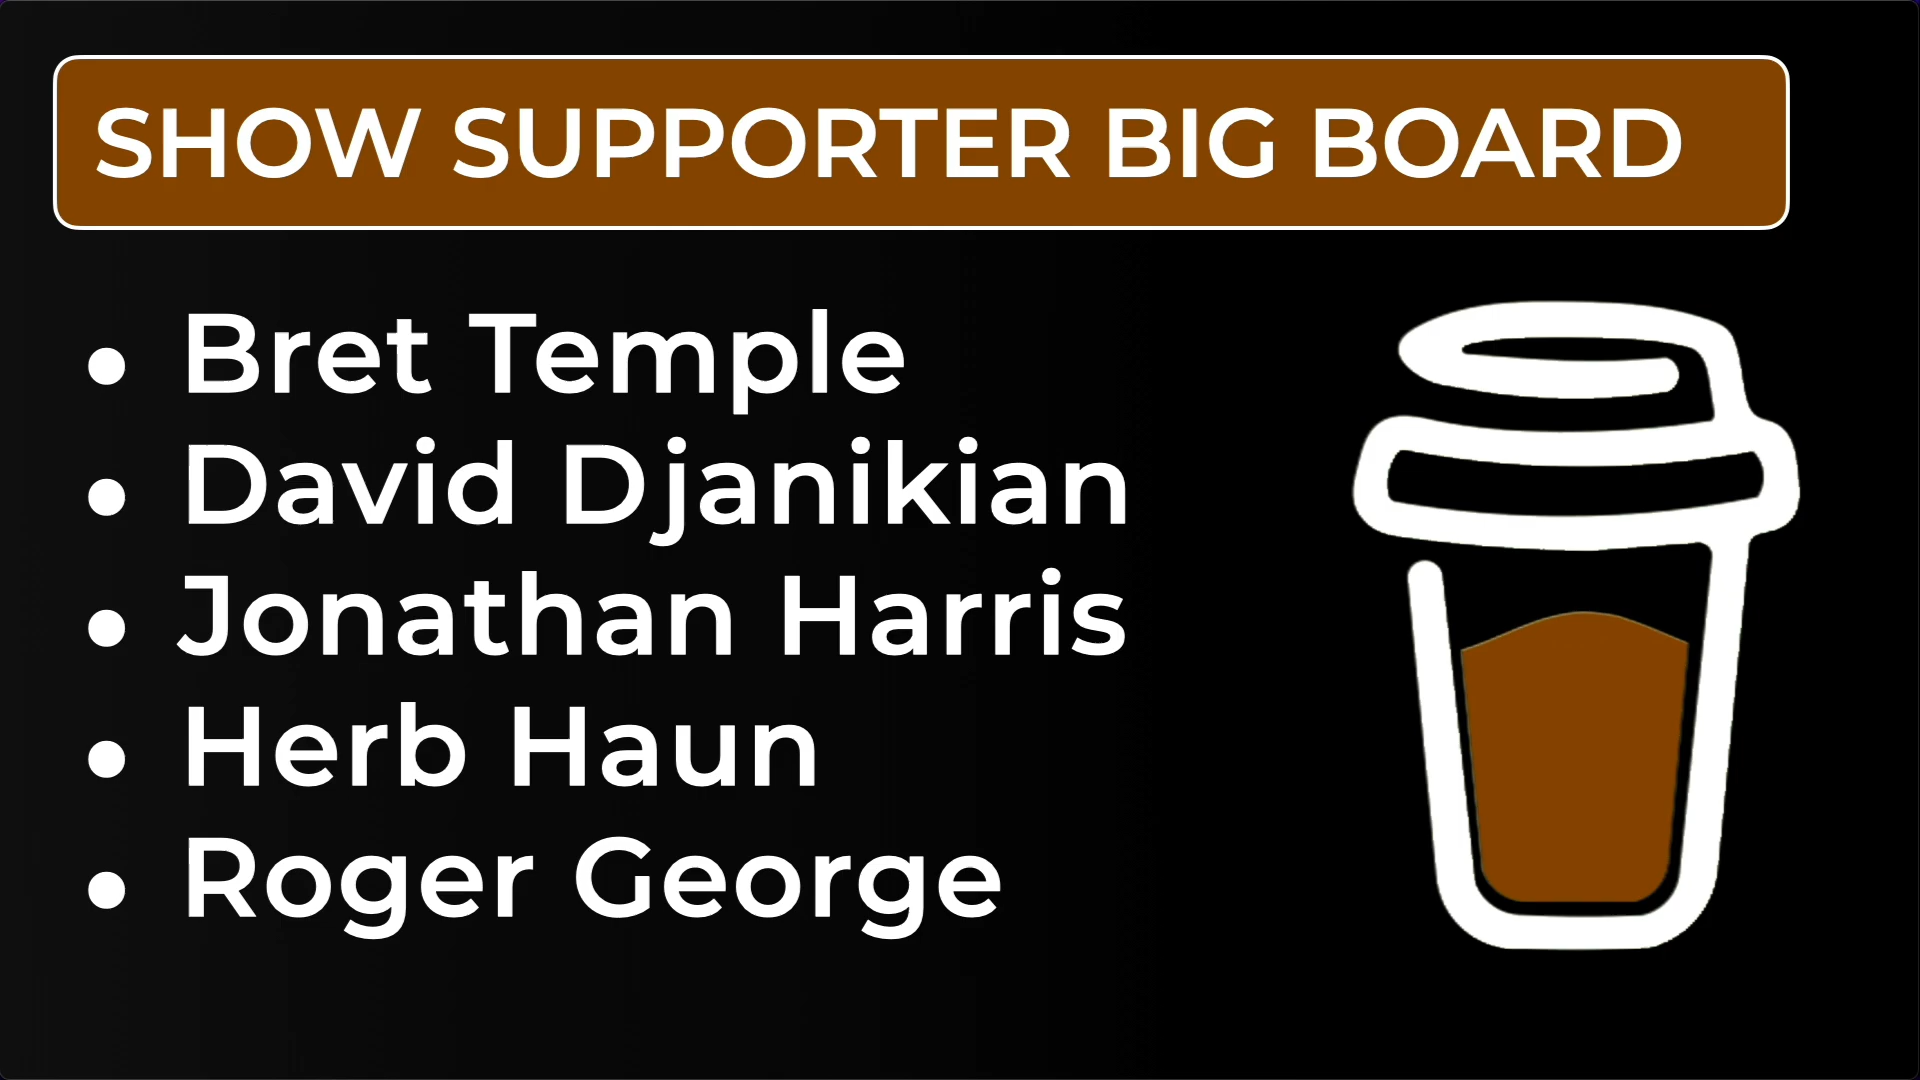 SHOW SUPPORTER BIG BOARD
• Bret Temple
• David Djanikian
• Jonathan Harris
• Herb Haun
• Roger George